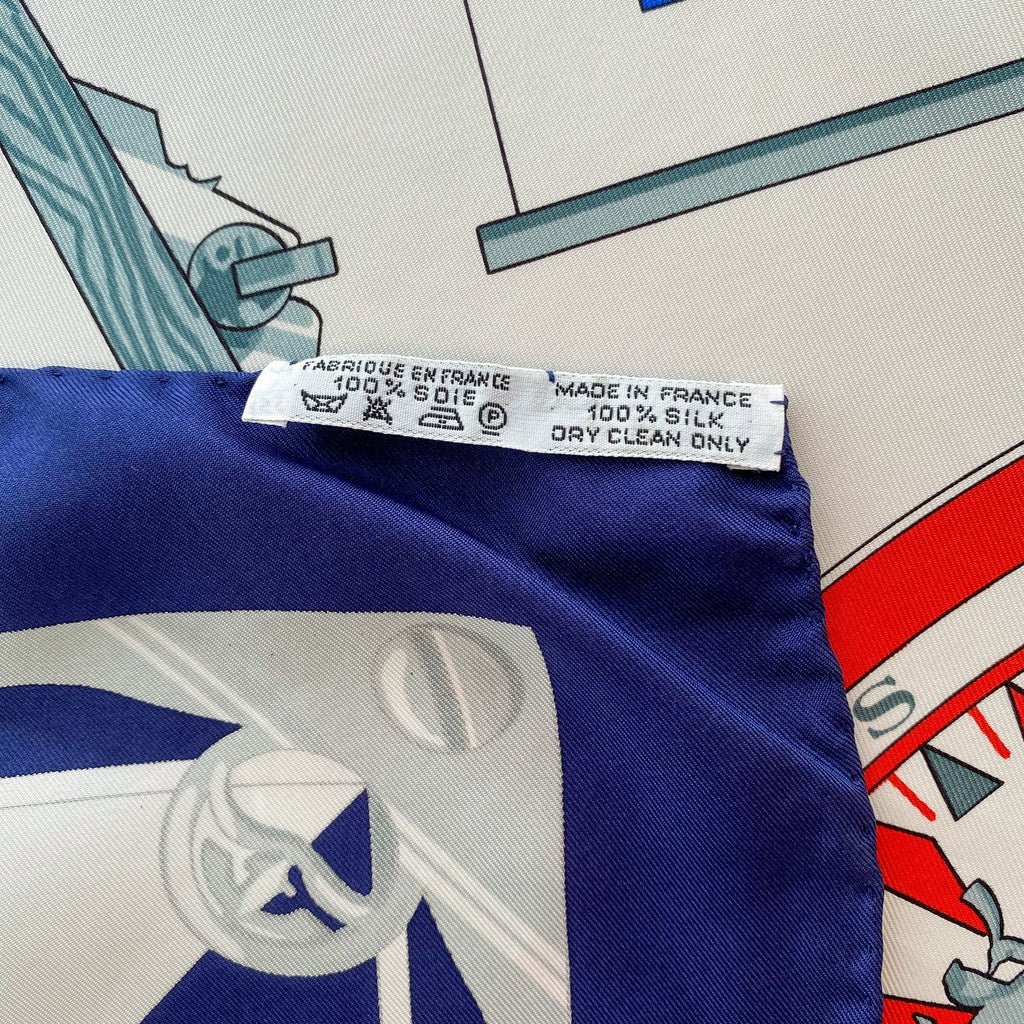 FABRIQUE EN FRANCE
100% SOIE
P
MADE IN FRANCE
100% SILK
DRY CLEAN ONLY
S